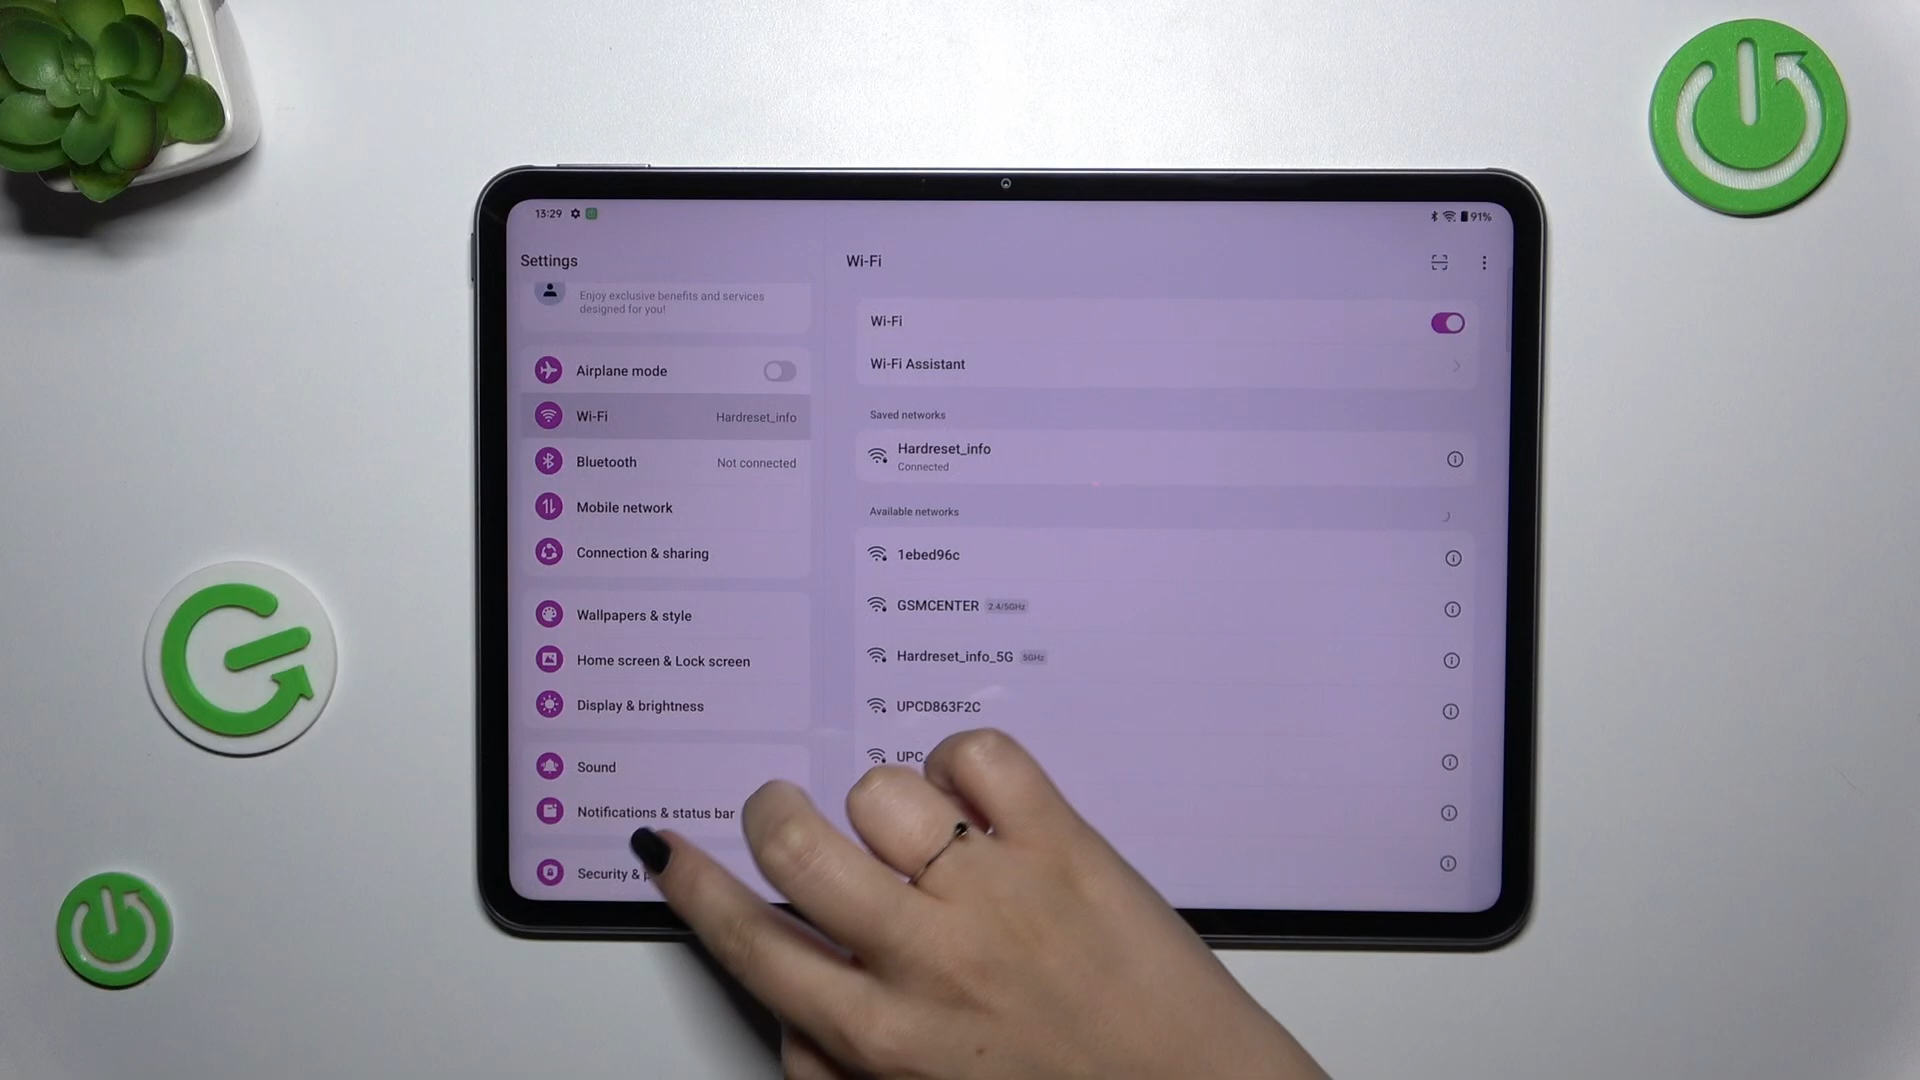 13:29
91%
Settings
Enjoy exclusive benefits and services
designed for you!
Airplane mode
Wi-Fi Hardreset_info
Bluetooth Not connected
Mobile network
Connection & sharing
Wallpapers & style
Home screen & Lock screen
Display & brightness
Sound
Notifications & status bar
Security &
Wi-Fi
Wi-Fi
Wi-Fi Assistant
Saved networks
Hardreset_info
Connected
Available networks
1ebed96c
GSMCENTER 2.4/5GHz
Hardreset_info_5G 5GHz
UPCD863F2C
UPC